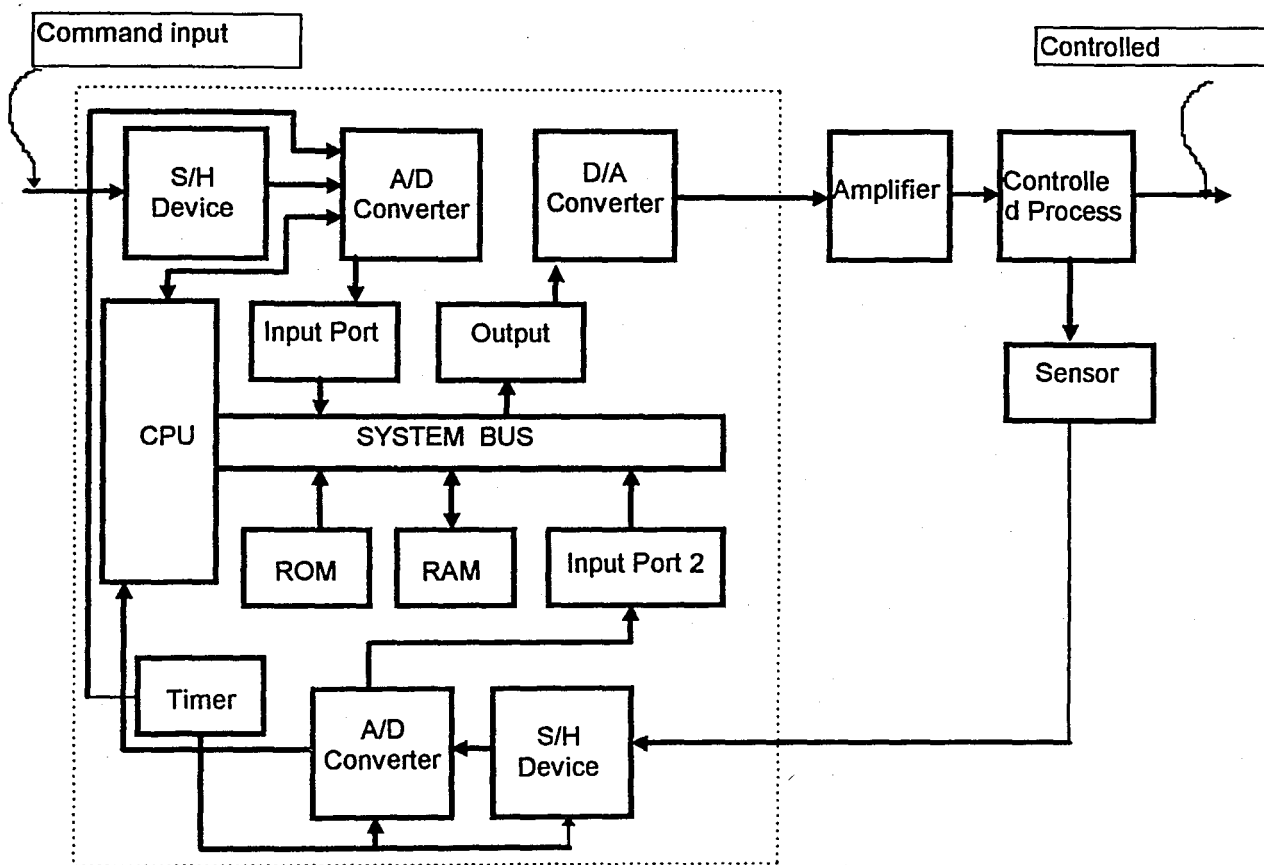 Command input
Controlled
S/H
Device
A/D
Converter
D/A
Converter
Amplifier
Controlle
d Process
Input Port
Output
Sensor
CPU
SYSTEM BUS
ROM
RAM
Input Port 2
Timer
A/D
Converter
S/H
Device